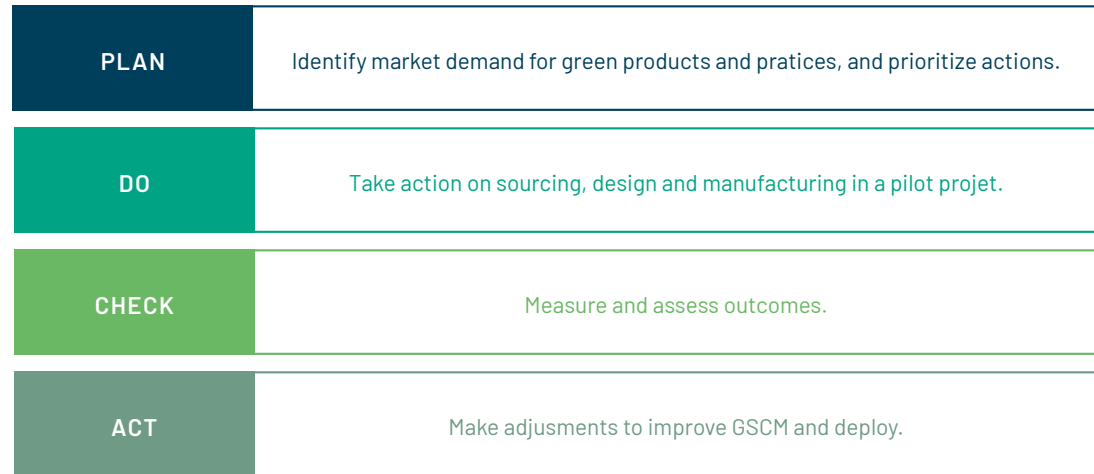 PLAN
Identify market demand for green products and pratices, and prioritize actions.
DO
Take action on sourcing, design and manufacturing in a pilot projet.
CHECK
Measure and assess outcomes.
ACT
Make adjusments to improve GSCM and deploy.